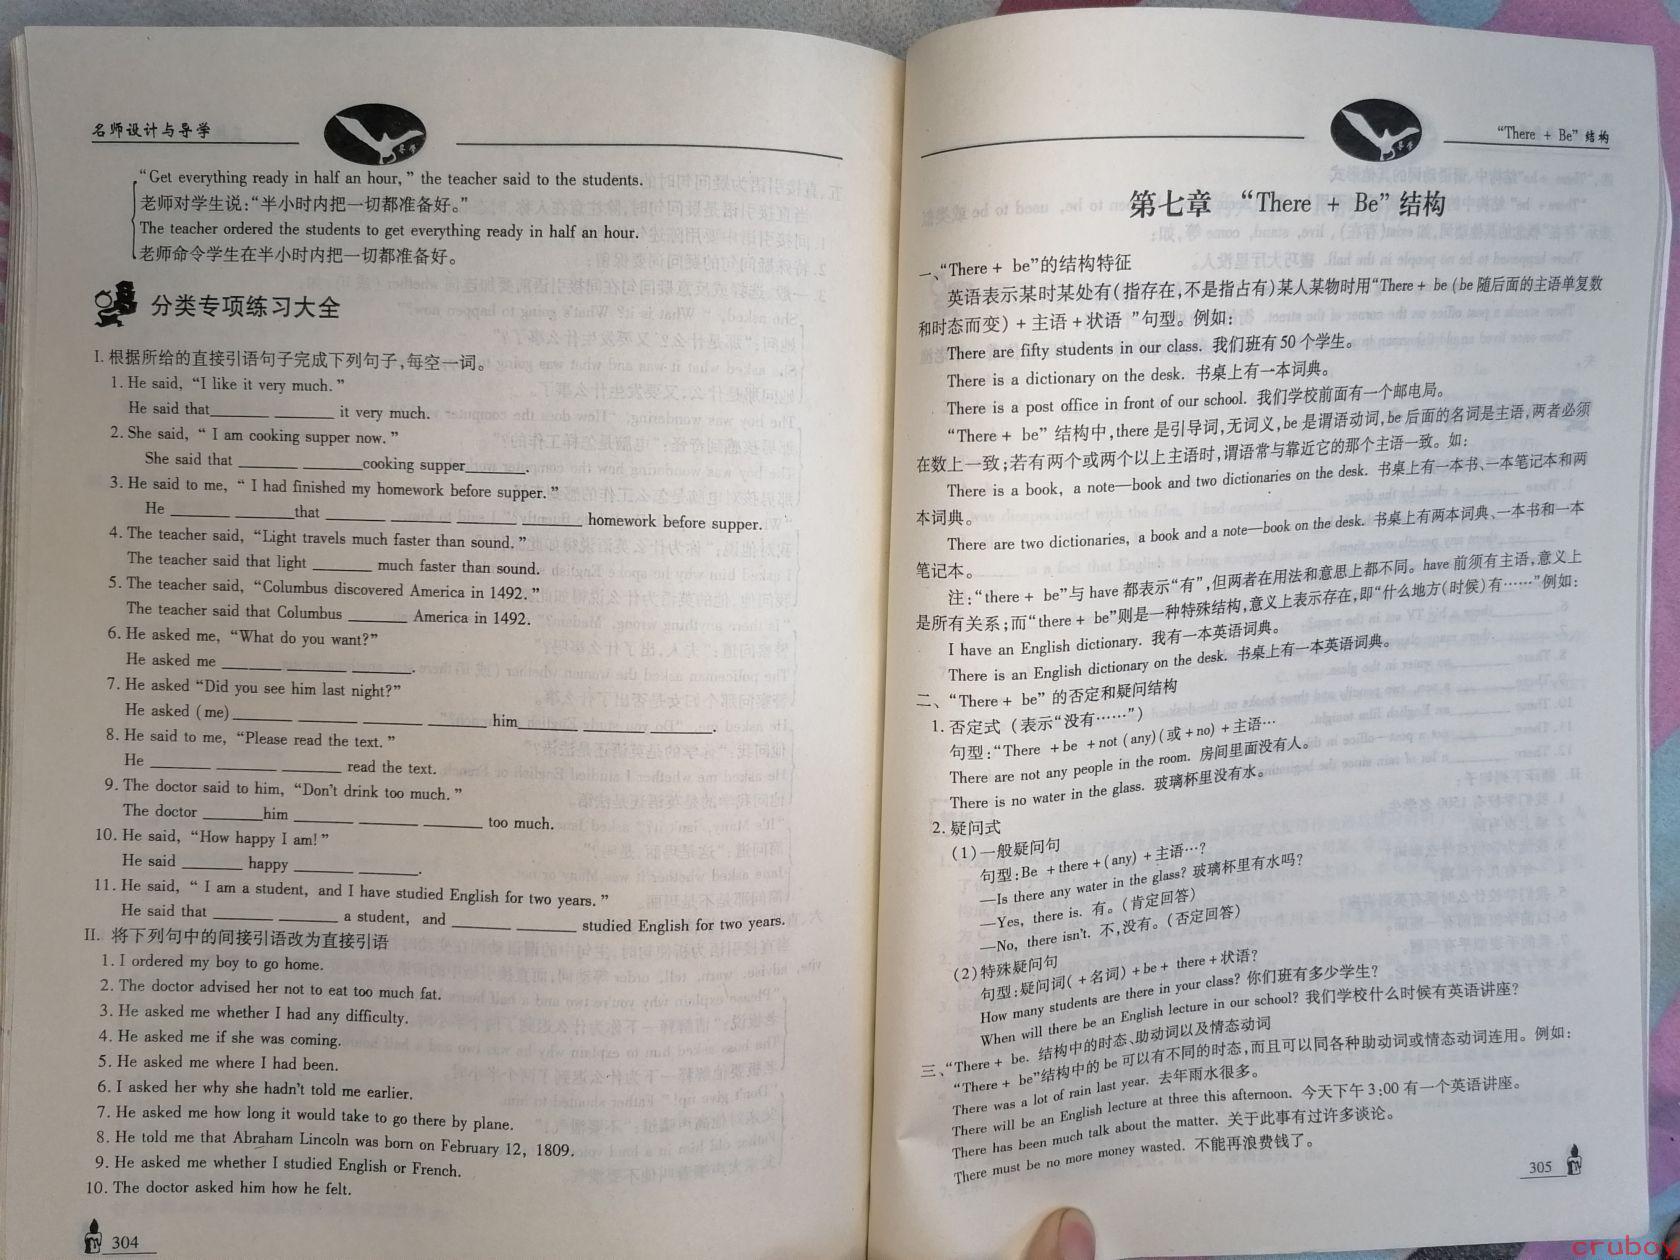 名师设计与导学
导学
“Get everything ready in half an hour,” the teacher said to the students.
老师对学生说:“半小时内把一切都准备好。”
The teacher ordered the students to get everything ready in half an hour.
老师命令学生在半小时内把一切都准备好。
分类专项练习大全
I. 根据所给的直接引语句子完成下列句子,每空一词。
1. He said, “I like it very much.”
He said that______ ______ it very much.
2. She said, “ I am cooking supper now.”
She said that ______ ______cooking supper______.
3. He said to me, “ I had finished my homework before supper.”
He ______ ______that ______ ______ ______ ______ homework before supper.
4. The teacher said, “Light travels much faster than sound.”
The teacher said that light ______ much faster than sound.
5. The teacher said, “Columbus discovered America in 1492.”
The teacher said that Columbus ______ America in 1492.
6. He asked me, “What do you want?”
He asked me ______ ______ ______.
7. He asked “Did you see him last night?”
He asked (me)______ ______ ______ ______ him______ ______ ______.
8. He said to me, “Please read the text.”
He ______ ______ ______ read the text.
9. The doctor said to him, “Don't drink too much.”
The doctor ______him ______ ______ ______ too much.
10. He said, “How happy I am!”
He said ______ happy ______ ______.
11. He said, “ I am a student, and I have studied English for two years.”
He said that ______ ______ a student, and ______ ______ studied English for two years.
II. 将下列句中的间接引语改为直接引语
1. I ordered my boy to go home.
2. The doctor advised her not to eat too much fat.
3. He asked me whether I had any difficulty.
4. He asked me if she was coming.
5. He asked me where I had been.
6. I asked her why she hadn't told me earlier.
7. He asked me how long it would take to go there by plane.
8. He told me that Abraham Lincoln was born on February 12, 1809.
9. He asked me whether I studied English or French.
10. The doctor asked him how he felt.
304
“There + Be” 结构
导学
第七章 “There + Be” 结构
一、“There + be”的结构特征
英语表示某时某处有(指存在,不是指占有)某人某物时用“There + be (be 随后面的主语单复数
和时态而变) + 主语 + 状语 ”句型。例如:
There are fifty students in our class. 我们班有 50 个学生。
There is a dictionary on the desk. 书桌上有一本词典。
There is a post office in front of our school. 我们学校前面有一个邮电局。
“There + be” 结构中,there 是引导词,无词义,be 是谓语动词,be 后面的名词是主语,两者必须
在数上一致;若有两个或两个以上主语时,谓语常与靠近它的那个主语一致。如:
There is a book, a note—book and two dictionaries on the desk. 书桌上有一本书、一本笔记本和两
本词典。
There are two dictionaries, a book and a note—book on the desk. 书桌上有两本词典、一本书和一本
笔记本。
注:“there + be”与 have 都表示“有”,但两者在用法和意思上都不同。have 前须有主语,意义上
是所有关系;而“there + be”则是一种特殊结构,意义上表示存在,即“什么地方(时候)有……”例如:
I have an English dictionary. 我有一本英语词典。
There is an English dictionary on the desk. 书桌上有一本英语词典。
二、“There + be” 的否定和疑问结构
1. 否定式 (表示“没有……”)
句型:“There +be +not (any)(或 +no) +主语…
There are not any people in the room. 房间里面没有人。
There is no water in the glass. 玻璃杯里没有水。
2. 疑问式
(1)一般疑问句
句型:Be +there +(any) +主语…?
—Is there any water in the glass? 玻璃杯里有水吗?
—Yes, there is. 有。(肯定回答)
—No, there isn't. 不,没有。(否定回答)
(2)特殊疑问句
句型:疑问词( +名词) +be + there +状语?
How many students are there in your class? 你们班有多少学生?
When will there be an English lecture in our school? 我们学校什么时候有英语讲座?
三、“There + be. 结构中的时态、助动词以及情态动词
“There + be”结构中的 be 可以有不同的时态,而且可以同各种助动词或情态动词连用。例如:
There was a lot of rain last year. 去年雨水很多。
There will be an English lecture at three this afternoon. 今天下午 3:00 有一个英语讲座。
There has been much talk about the matter. 关于此事有过许多谈论。
There must be no more money wasted. 不能再浪费钱了。
305
cruboy